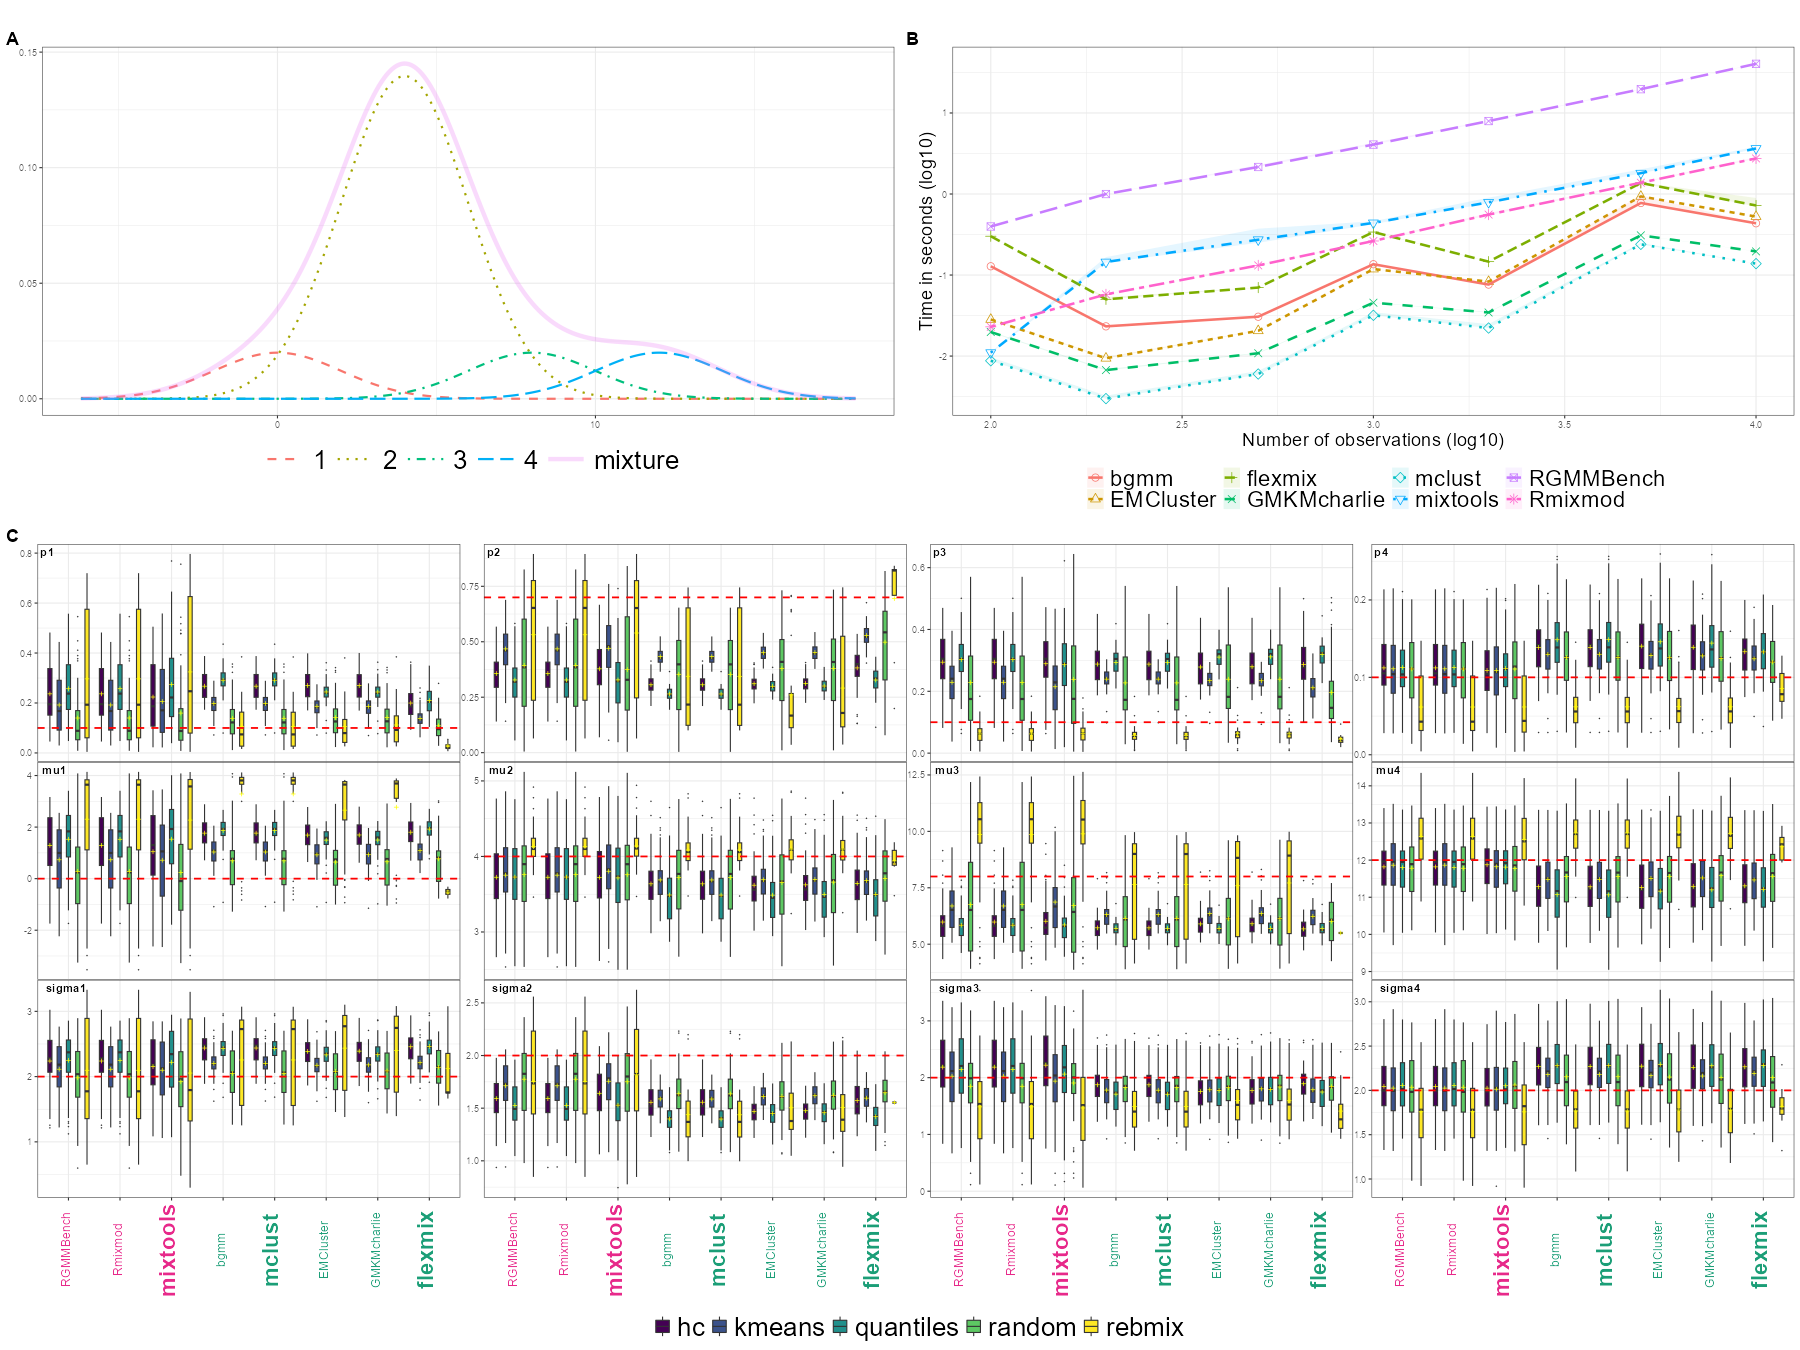 A
0.15
0.10
0.05
0.00
0
10
1
2
3
4
mixture
B
Time in seconds (log10)
1
0
-1
-2
2.0
2.5
3.0
3.5
4.0
Number of observations (log10)
bgmm
flexmix
mclust
RGMMBench
EMCluster
GMKMcharlie
mixtools
Rmixmod
C
p1
0.8
0.6
0.4
0.2
0.0
p2
0.75
0.50
0.25
0.00
p3
0.6
0.4
0.2
0.0
p4
0.2
0.1
0.0
mu1
4
2
0
-2
mu2
5
4
3
mu3
12.5
10.0
7.5
5.0
mu4
14
13
12
11
10
9
sigma1
3
2
1
sigma2
2.5
2.0
1.5
1.0
sigma3
3
2
1
0
sigma4
3.0
2.5
2.0
1.5
1.0
RGMMBench
Rmixmod
mixtools
bgmm
mclust
EMCluster
GMKMcharlie
flexmix
RGMMBench
Rmixmod
mixtools
bgmm
mclust
EMCluster
GMKMcharlie
flexmix
RGMMBench
Rmixmod
mixtools
bgmm
mclust
EMCluster
GMKMcharlie
flexmix
RGMMBench
Rmixmod
mixtools
bgmm
mclust
EMCluster
GMKMcharlie
flexmix
hc
kmeans
quantiles
random
rebmix